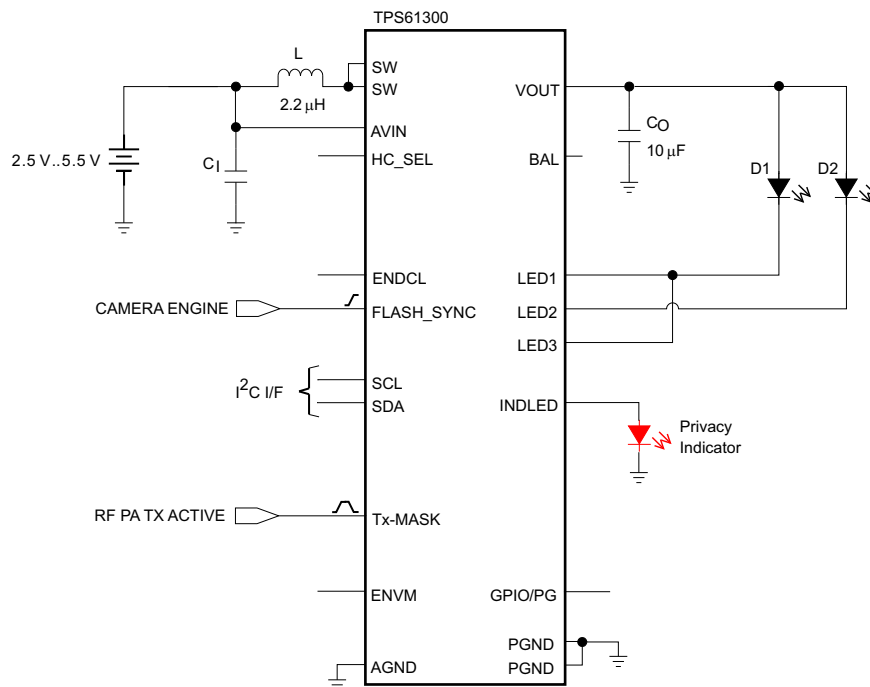 TPS61300
L
2.2 μH
SW
SW
AVIN
HC_SEL
2.5 V..5.5 V
CI
ENDCL
CAMERA ENGINE
FLASH_SYNC
I2C I/F
SCL
SDA
RF PA TX ACTIVE
Tx-MASK
ENVM
AGND
VOUT
CO
10 μF
BAL
D1
D2
LED1
LED2
LED3
INDLED
Privacy
Indicator
GPIO/PG
PGND
PGND